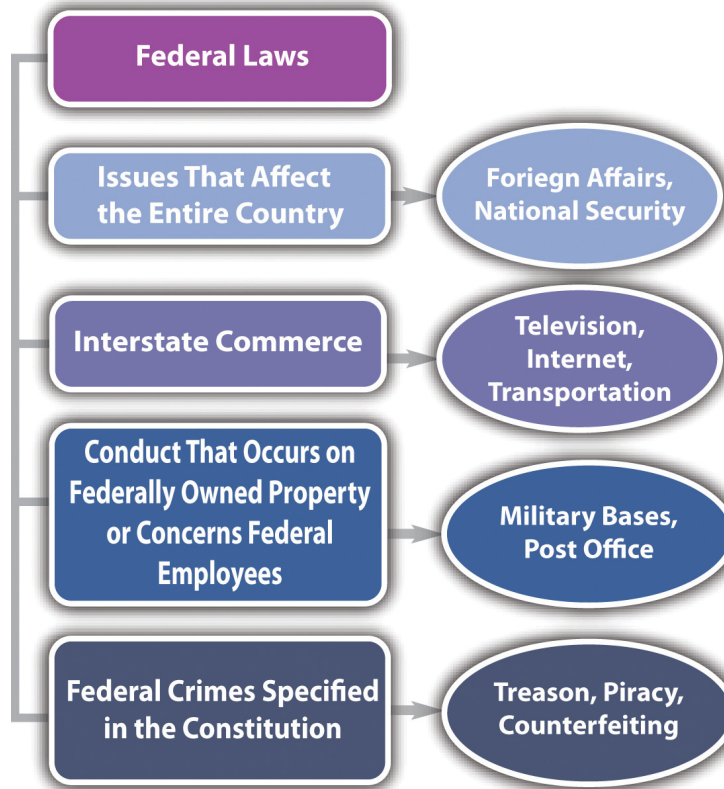 Federal Laws
Issues That Affect
the Entire Country
Foriegn Affairs,
National Security
Interstate Commerce
Television,
Internet,
Transportation
Conduct That Occurs on
Federally Owned Property
or Concerns Federal
Employees
Military Bases,
Post Office
Federal Crimes Specified
in the Constitution
Treason, Piracy,
Counterfeiting